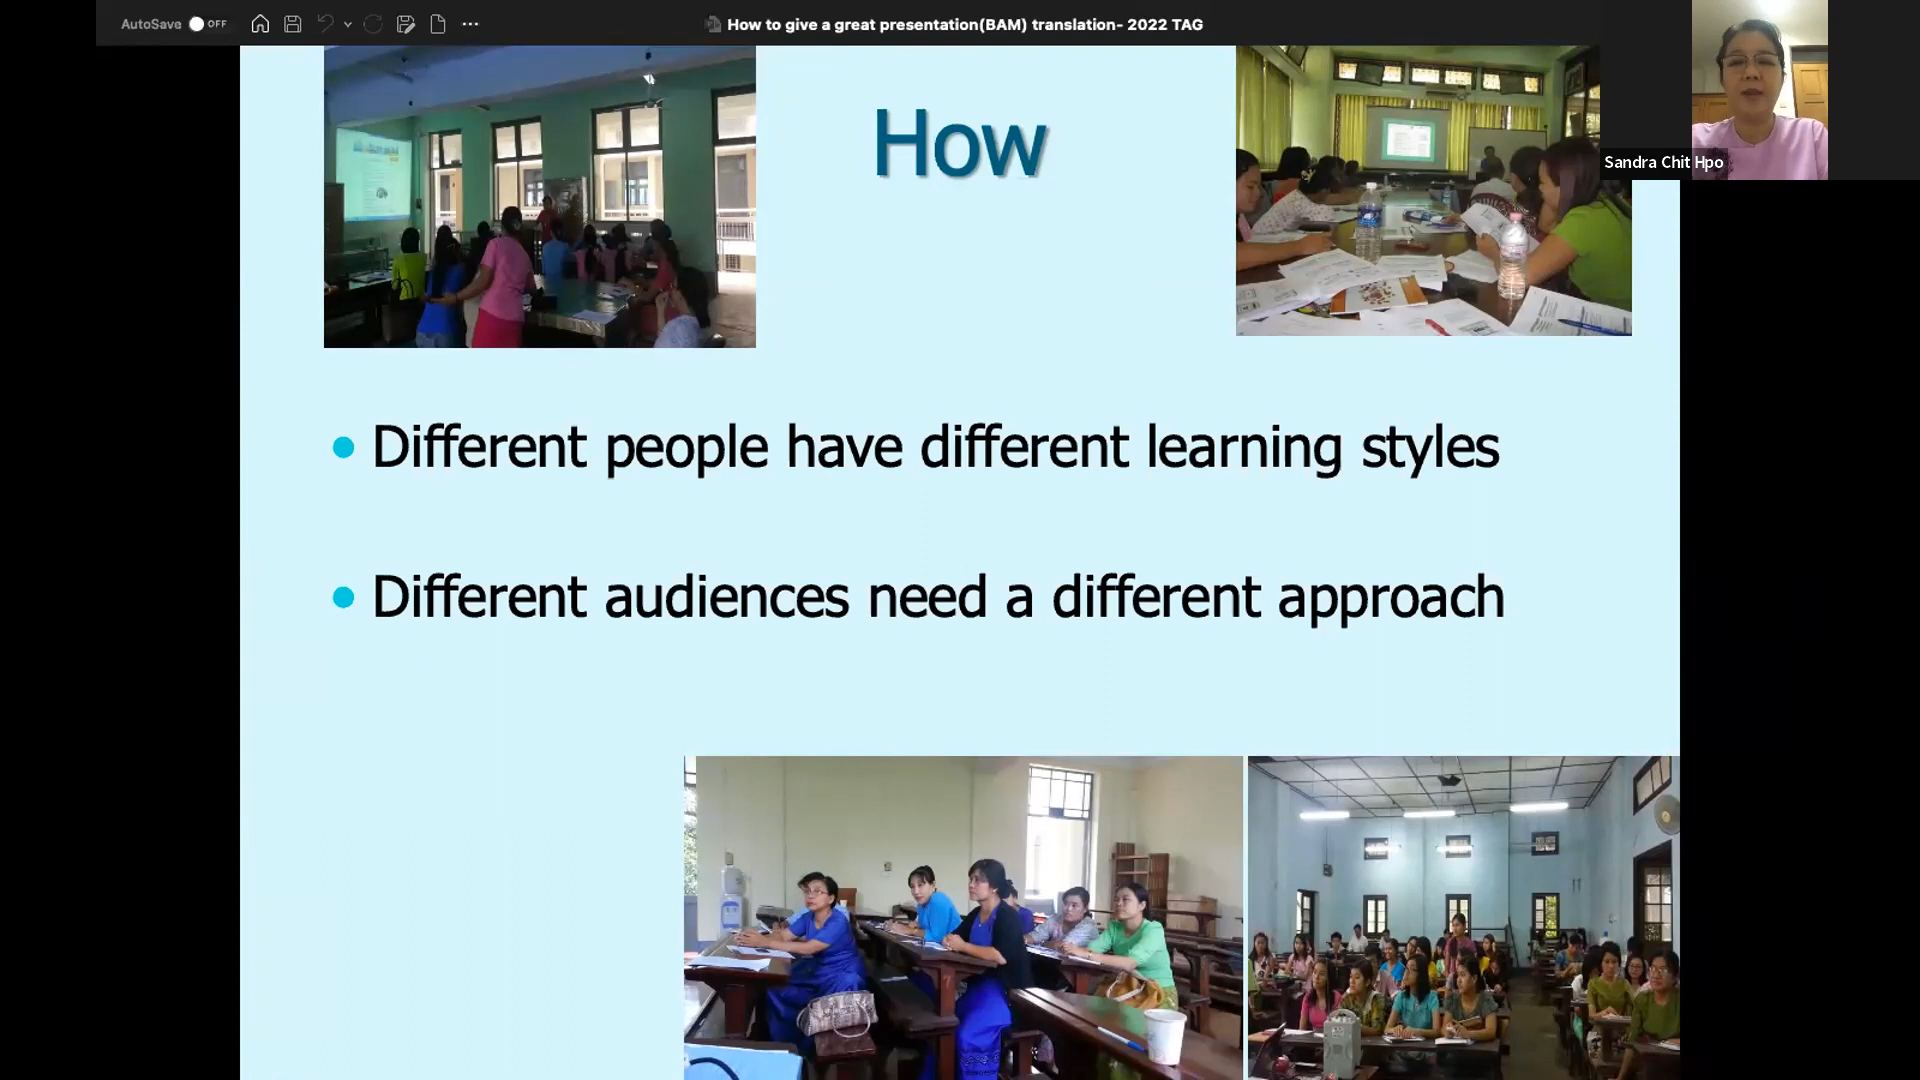 AutoSave OFF
How to give a great presentation(BAM) translation- 2022 TAG
Sandra Chit Hpo
How
Different people have different learning styles
Different audiences need a different approach